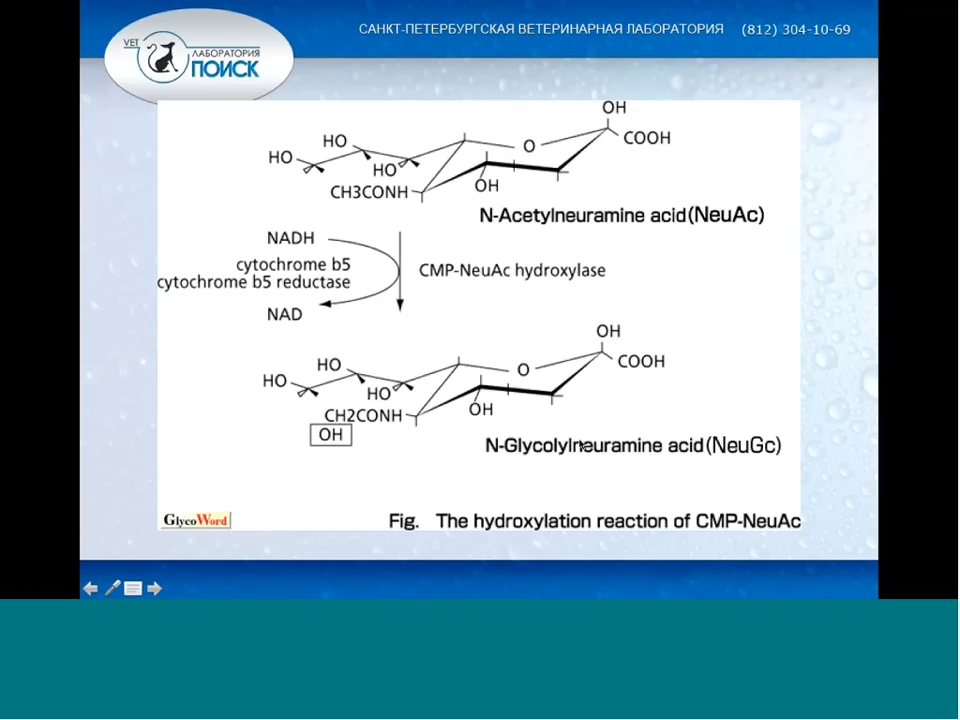 САНКТ-ПЕТЕРБУРГСКАЯ ВЕТЕРИНАРНАЯ ЛАБОРАТОРИЯ (812) 304-10-69
VET
ЛАБОРАТОРИЯ
ПОИСК
OH
O
COOH
HO
HO
HO
CH3CONH
OH
N-Acetylneuramine acid(NeuAc)
NADH
cytochrome b5
cytochrome b5 reductase
CMP-NeuAc hydroxylase
NAD
OH
O
COOH
HO
HO
HO
CH2CONH
OH
OH
N-Glycolylneuramine acid(NeuGc)
GlycoWord
Fig. The hydroxylation reaction of CMP-NeuAc